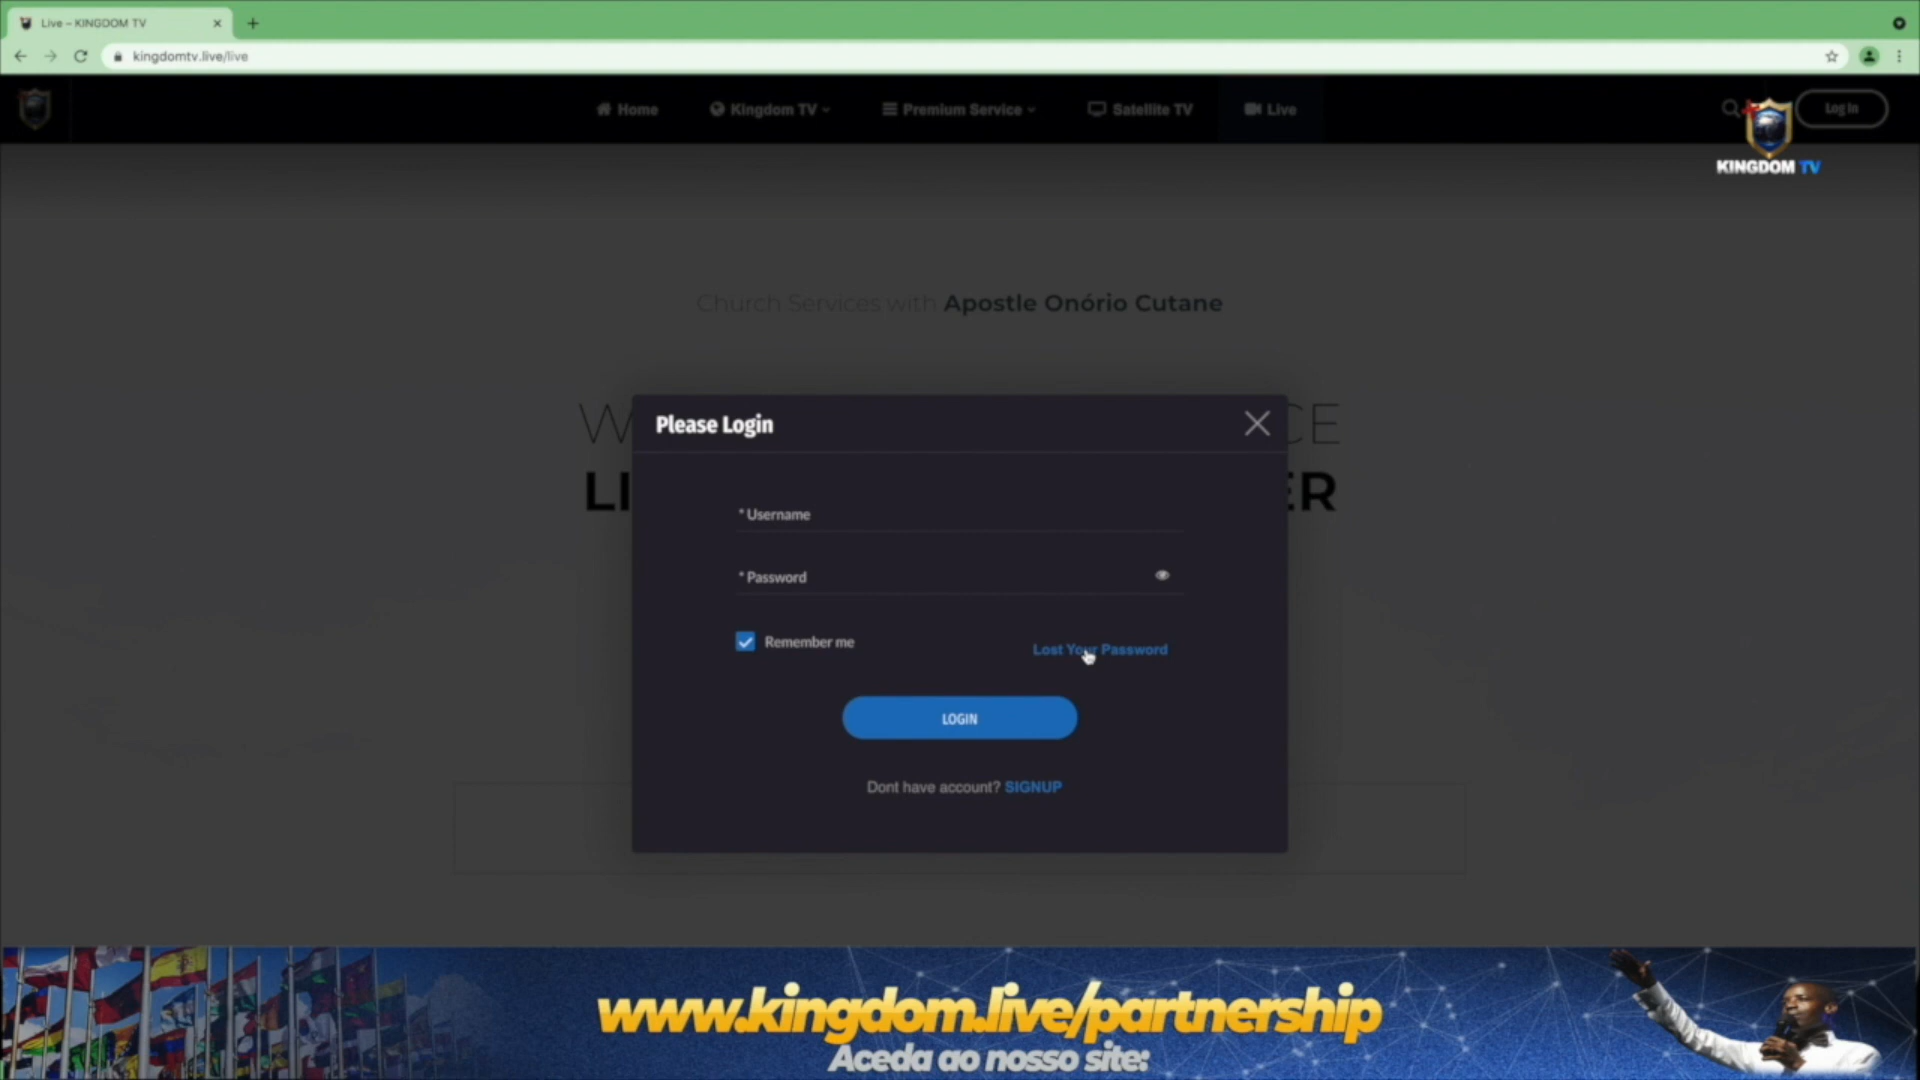 Live – KINGDOM TV
kingdomtv.live/live
Home
Kingdom TV
Premium Service
Satellite TV
Live
Log In
KINGDOM TV
Church Services with Apostle Onório Cutane
Please Login
* Username
* Password
Remember me
Lost Your Password
LOGIN
Dont have account? SIGNUP
www.kingdom.live/partnership
Aceda ao nosso site: